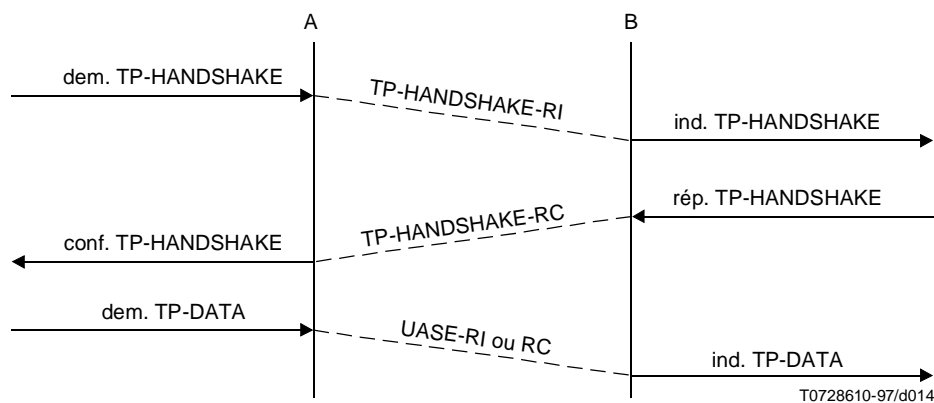 A
B
dem. TP-HANDSHAKE
TP-HANDSHAKE-RI
ind. TP-HANDSHAKE
rép. TP-HANDSHAKE
TP-HANDSHAKE-RC
conf. TP-HANDSHAKE
dem. TP-DATA
UASE-RI ou RC
ind. TP-DATA
T0728610-97/d014